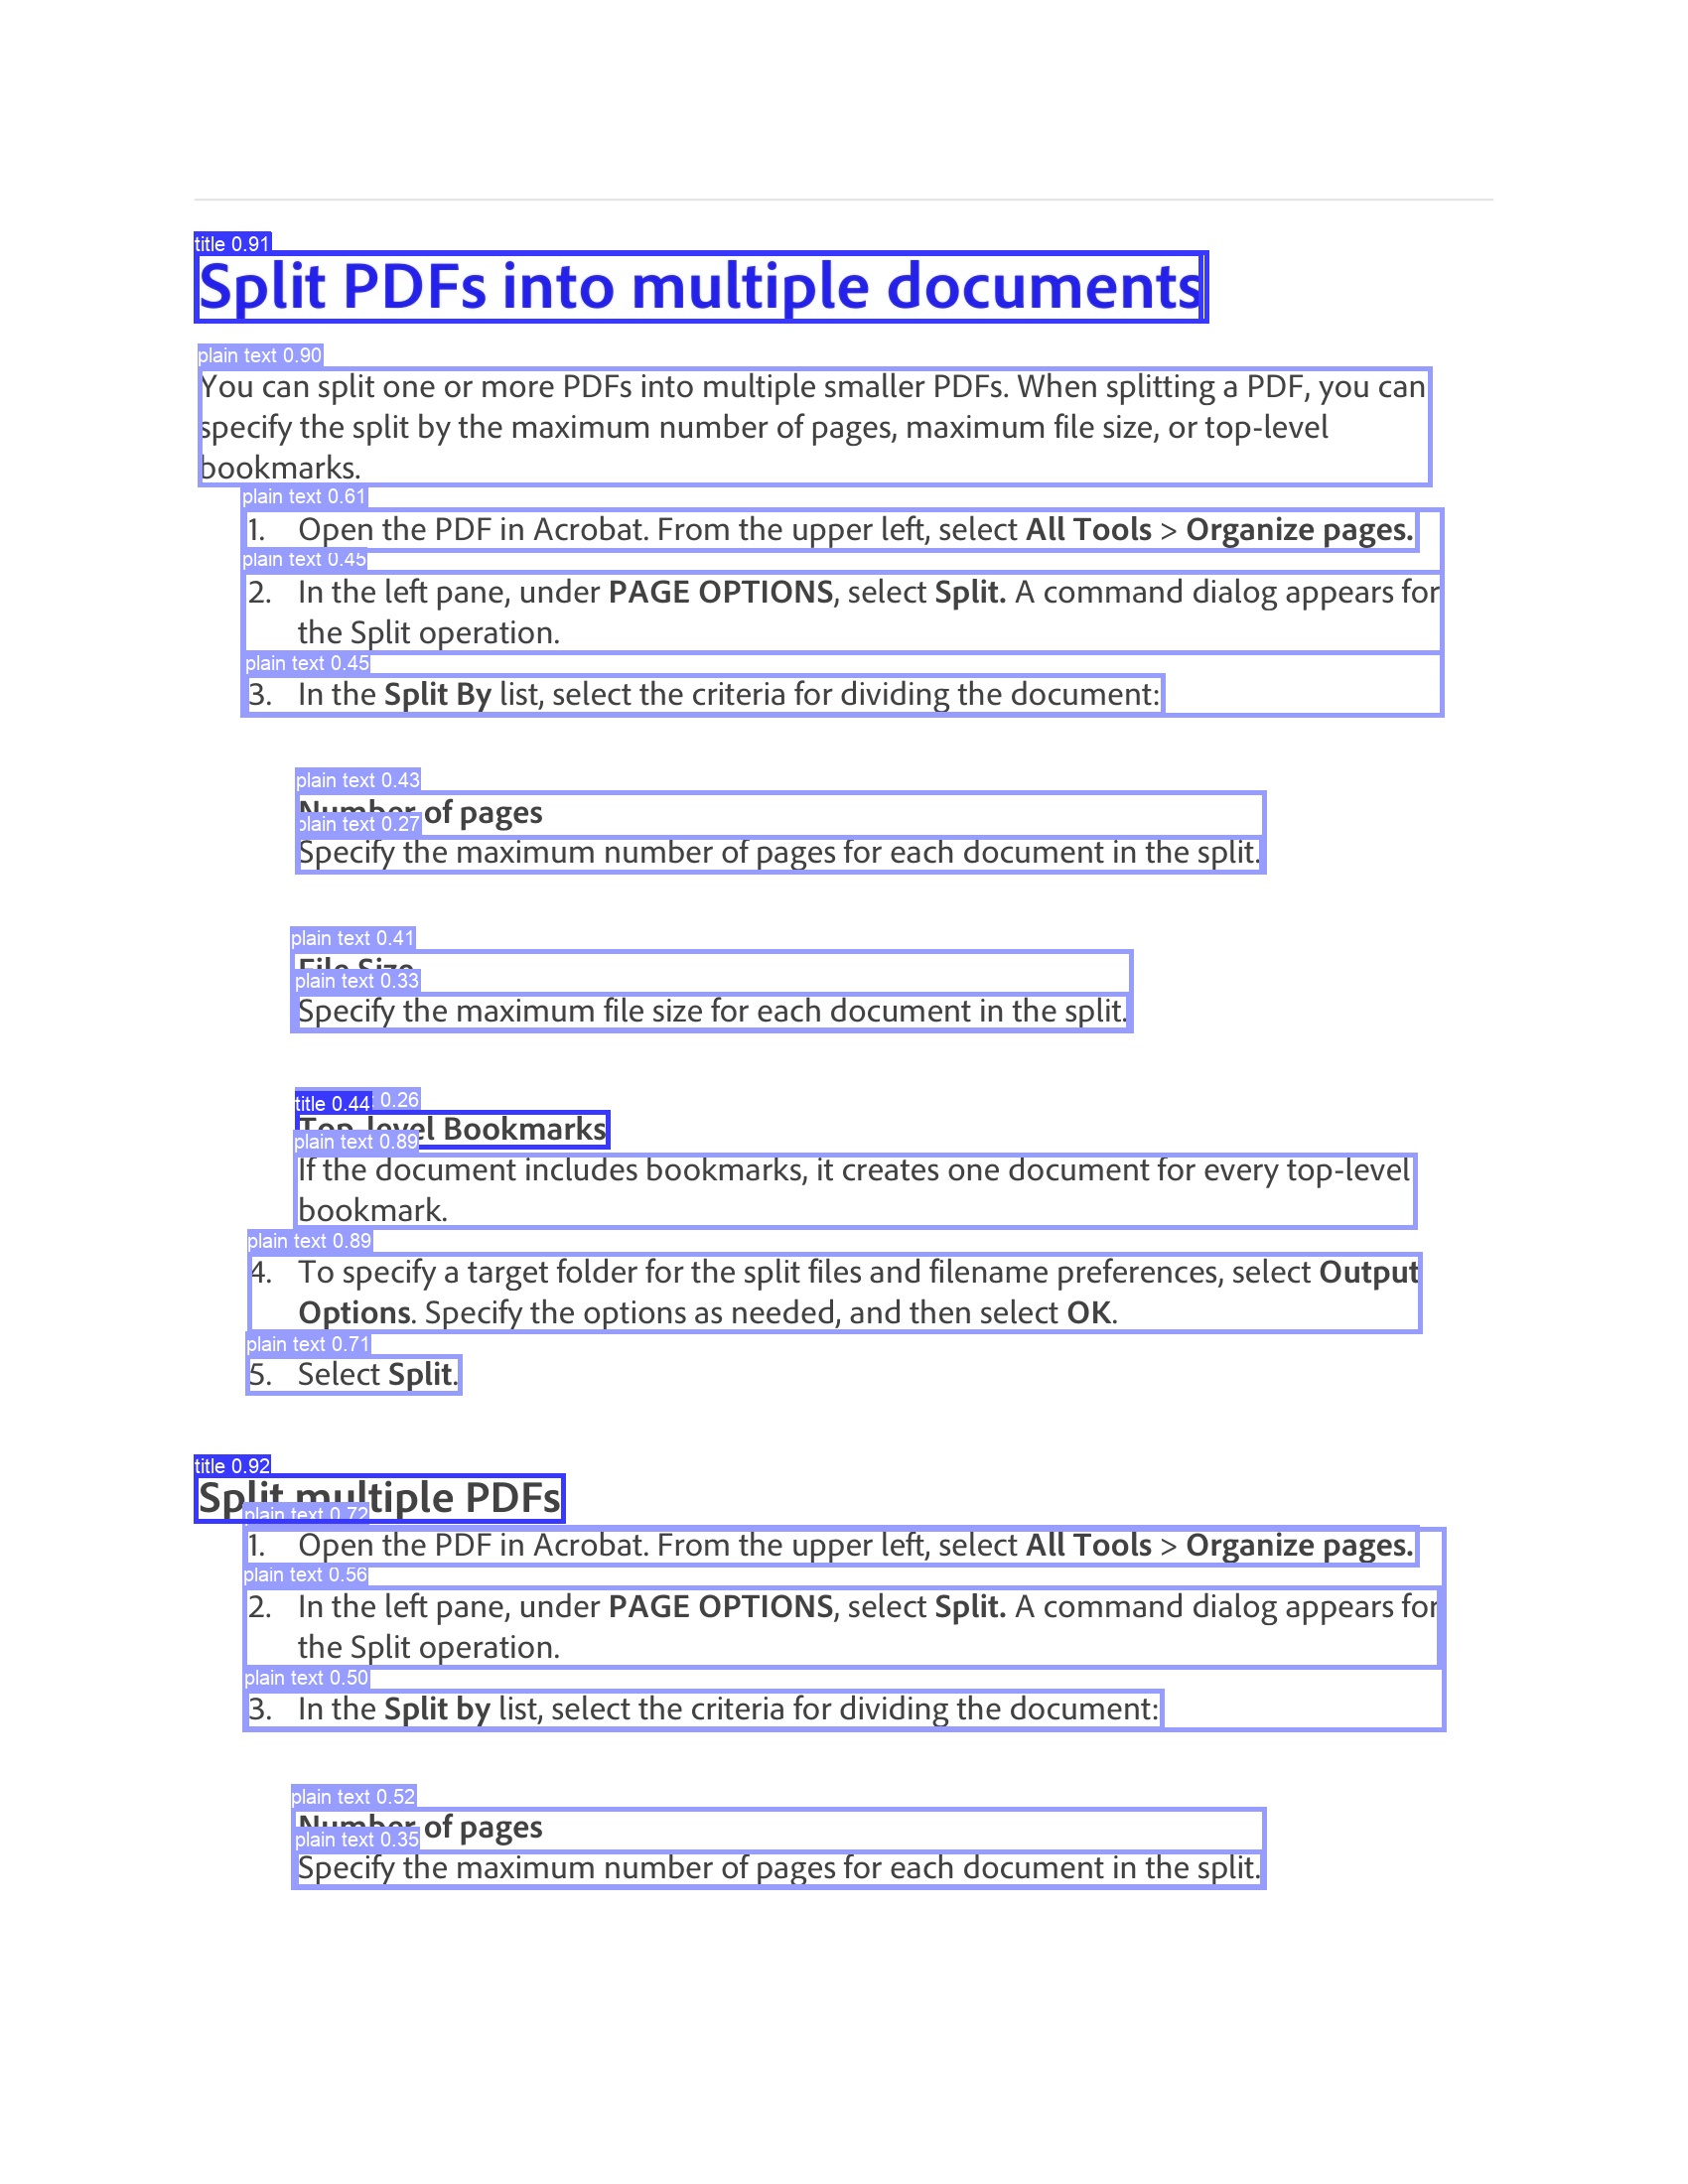 title 0.91
Split PDFs into multiple documents
plain text 0.90
You can split one or more PDFs into multiple smaller PDFs. When splitting a PDF, you can
specify the split by the maximum number of pages, maximum file size, or top-level
bookmarks.
plain text 0.61
1. Open the PDF in Acrobat. From the upper left, select All Tools > Organize pages.
plain text 0.45
2. In the left pane, under PAGE OPTIONS, select Split. A command dialog appears for
the Split operation.
plain text 0.45
3. In the Split By list, select the criteria for dividing the document:
plain text 0.43
Number of pages
plain text 0.27
Specify the maximum number of pages for each document in the split.
plain text 0.41
File Size
plain text 0.33
Specify the maximum file size for each document in the split.
title 0.44 0.26
Top-level Bookmarks
plain text 0.89
If the document includes bookmarks, it creates one document for every top-level
bookmark.
plain text 0.89
4. To specify a target folder for the split files and filename preferences, select Output
Options. Specify the options as needed, and then select OK.
plain text 0.71
5. Select Split.
title 0.92
Split multiple PDFs
plain text 0.72
1. Open the PDF in Acrobat. From the upper left, select All Tools > Organize pages.
plain text 0.56
2. In the left pane, under PAGE OPTIONS, select Split. A command dialog appears for
the Split operation.
plain text 0.50
3. In the Split by list, select the criteria for dividing the document:
plain text 0.52
Number of pages
plain text 0.35
Specify the maximum number of pages for each document in the split.